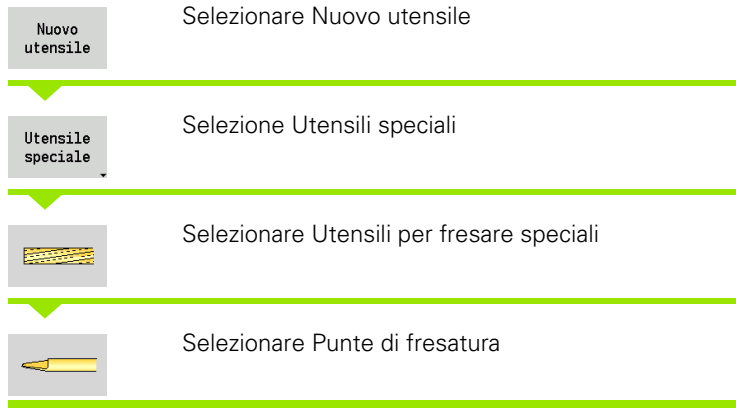 Nuovo
utensile
Selezionare Nuovo utensile
Utensile
speciale
Selezione Utensili speciali
Selezionare Utensili per fresare speciali
Selezionare Punte di fresatura